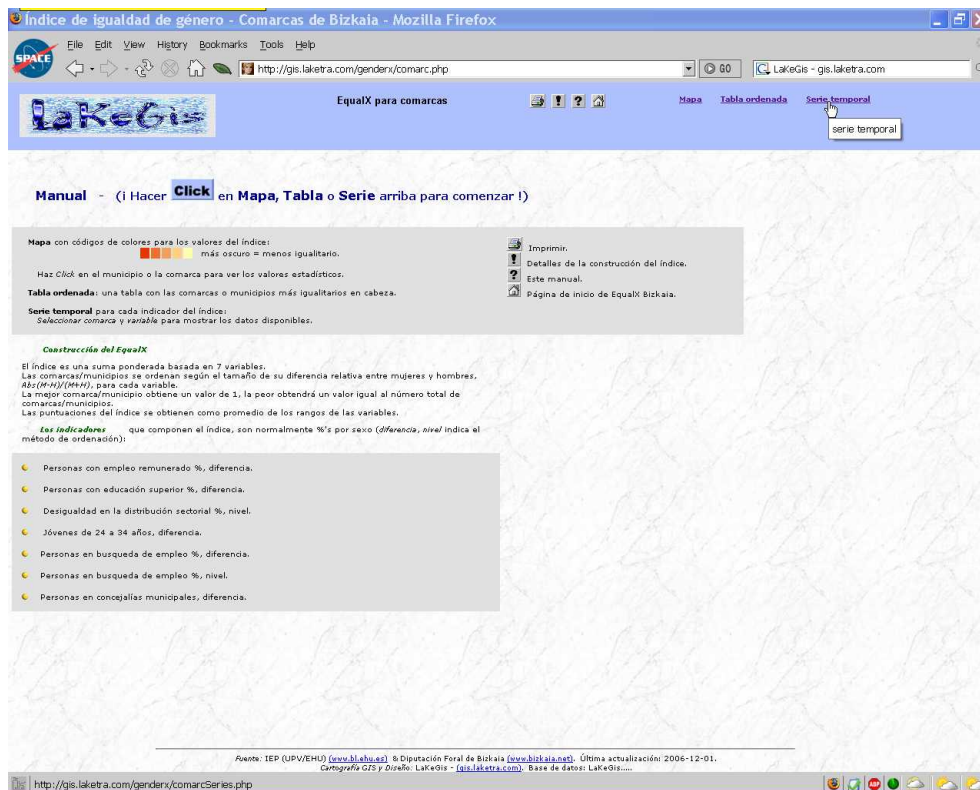 Índice de igualdad de género - Comarcas de Bizkaia - Mozilla Firefox
SPACE
File Edit View History Bookmarks Tools Help
http://gis.laketra.com/genderx/comarc.php
GO
LaKeGis - gis.laketra.com
LaKeGis
EqualX para comarcas
Mapa Tabla ordenada Serie temporal
serie temporal
Manual - (¡ Hacer Click en Mapa, Tabla o Serie arriba para comenzar !)
Mapa con códigos de colores para los valores del índice:
más oscuro = menos igualitario.
Haz Click en el municipio o la comarca para ver los valores estadísticos.
Tabla ordenada: una tabla con las comarcas o municipios más igualitarios en cabeza.
Serie temporal para cada indicador del índice:
Seleccionar comarca y variable para mostrar los datos disponibles.
Imprimir.
! Detalles de la construcción del índice.
? Este manual.
Página de inicio de EqualX Bizkaia.
Construcción del EqualX
El índice es una suma ponderada basada en 7 variables.
Las comarcas/municipios se ordenan según el tamaño de su diferencia relativa entre mujeres y hombres,
Abs(M-H)/(M+H), para cada variable.
La mejor comarca/municipio obtiene un valor de 1, la peor obtendrá un valor igual al número total de
comarcas/municipios.
Las puntuaciones del índice se obtienen como promedio de los rangos de las variables.
Los indicadores que componen el índice, son normalmente %'s por sexo (diferencia, nivel indica el
método de ordenación):
Personas con empleo remunerado %, diferencia.
Personas con educación superior %, diferencia.
Desigualdad en la distribución sectorial %, nivel.
Jóvenes de 24 a 34 años, diferencia.
Personas en busqueda de empleo %, diferencia.
Personas en busqueda de empleo %, nivel.
Personas en concejalías municipales, diferencia.
Fuente: IEP (UPV/EHU) (www.bl.ehu.es) & Diputación Foral de Bizkaia (www.bizkaia.net). Última actualización: 2006-12-01.
Cartografía GIS y Diseño: LaKeGis - (gis.laketra.com). Base de datos: LaKeGis.....
http://gis.laketra.com/genderx/comarcSeries.php
ABP